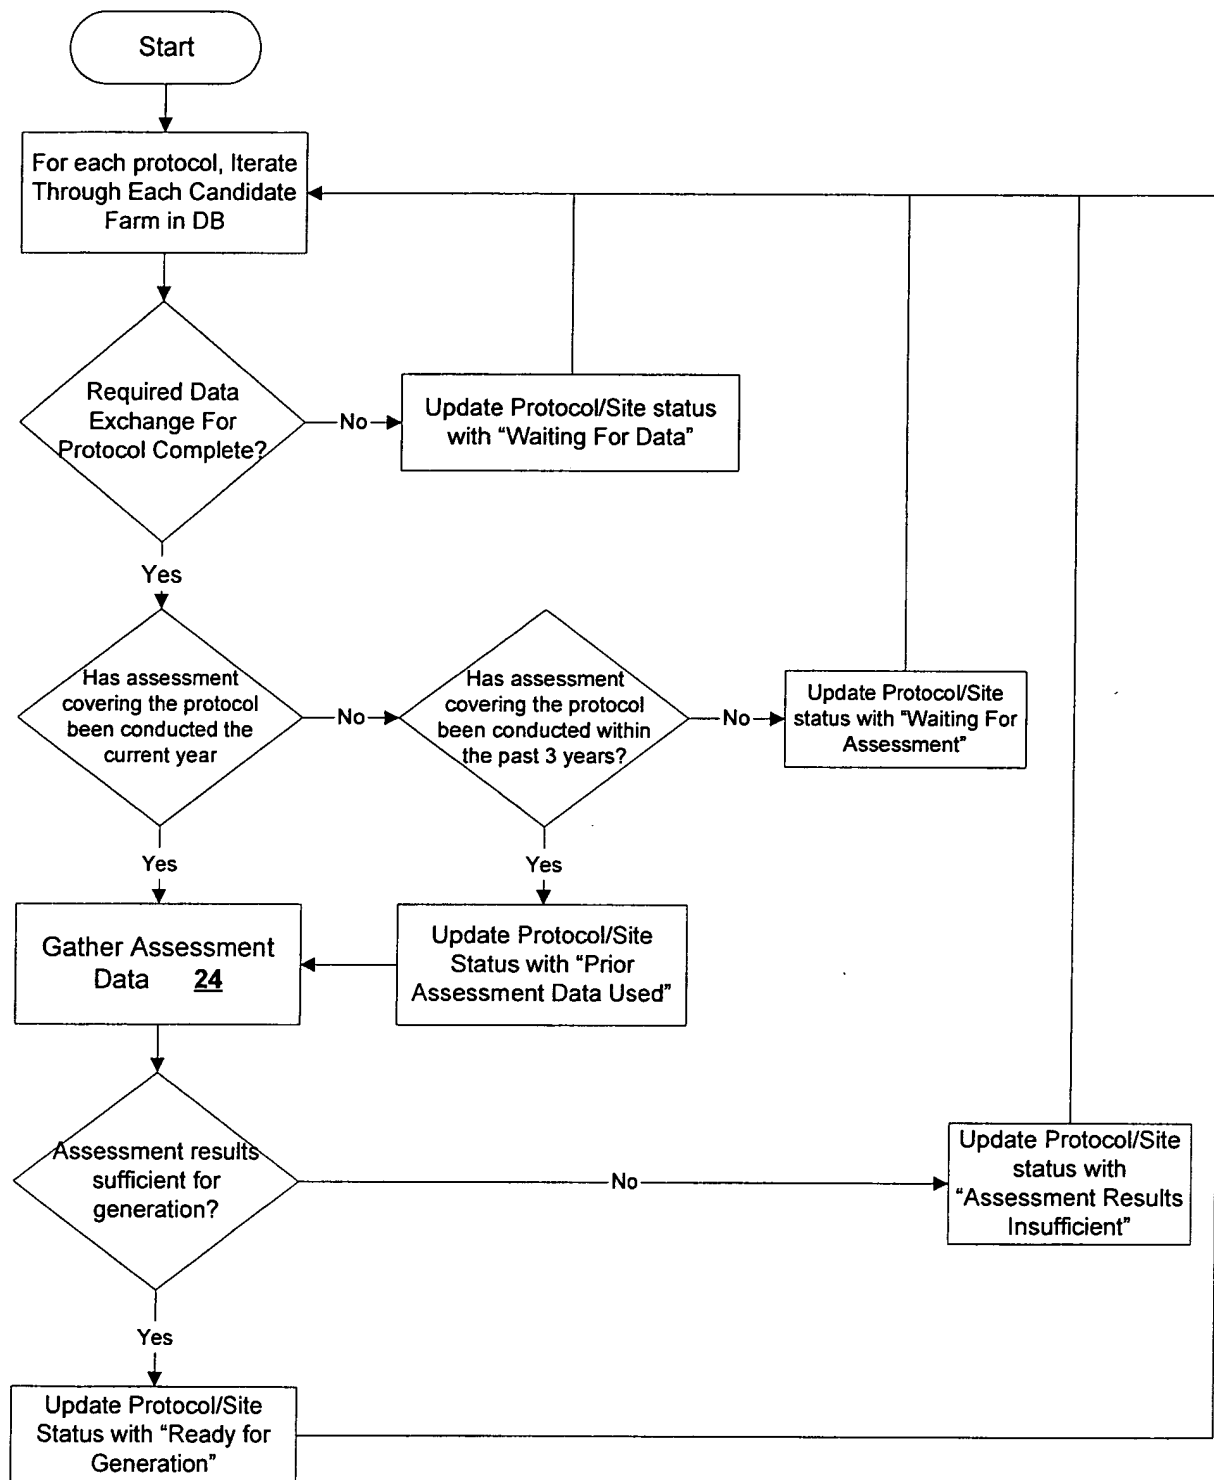 Start
For each protocol, Iterate
Through Each Candidate
Farm in DB
Required Data
Exchange For
Protocol Complete?
No
Update Protocol/Site status
with “Waiting For Data”
Yes
Has assessment
covering the protocol
been conducted the
current year
No
Has assessment
covering the protocol
been conducted within
the past 3 years?
No
Update Protocol/Site
status with “Waiting For
Assessment”
Yes
Yes
Gather Assessment
Data 24
Update Protocol/Site
Status with “Prior
Assessment Data Used”
Assessment results
sufficient for
generation?
No
Update Protocol/Site
status with
“Assessment Results
Insufficient”
Yes
Update Protocol/Site
Status with “Ready for
Generation”